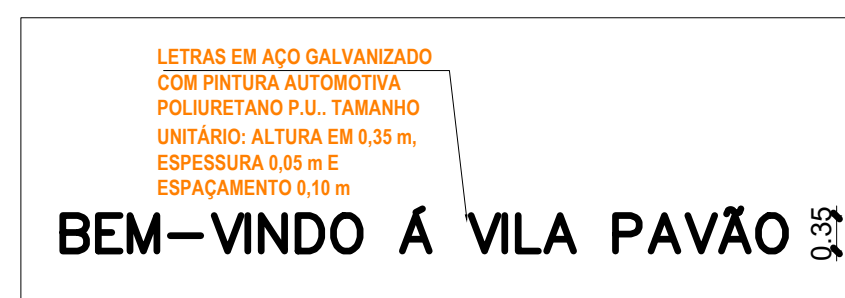 LETRAS EM AÇO GALVANIZADO
COM PINTURA AUTOMOTIVA
POLIURETANO P.U.. TAMANHO
UNITÁRIO: ALTURA EM 0,35 m,
ESPESSURA 0,05 m E
ESPAÇAMENTO 0,10 m
BEM-VINDO Á VILA PAVÃO
0.35